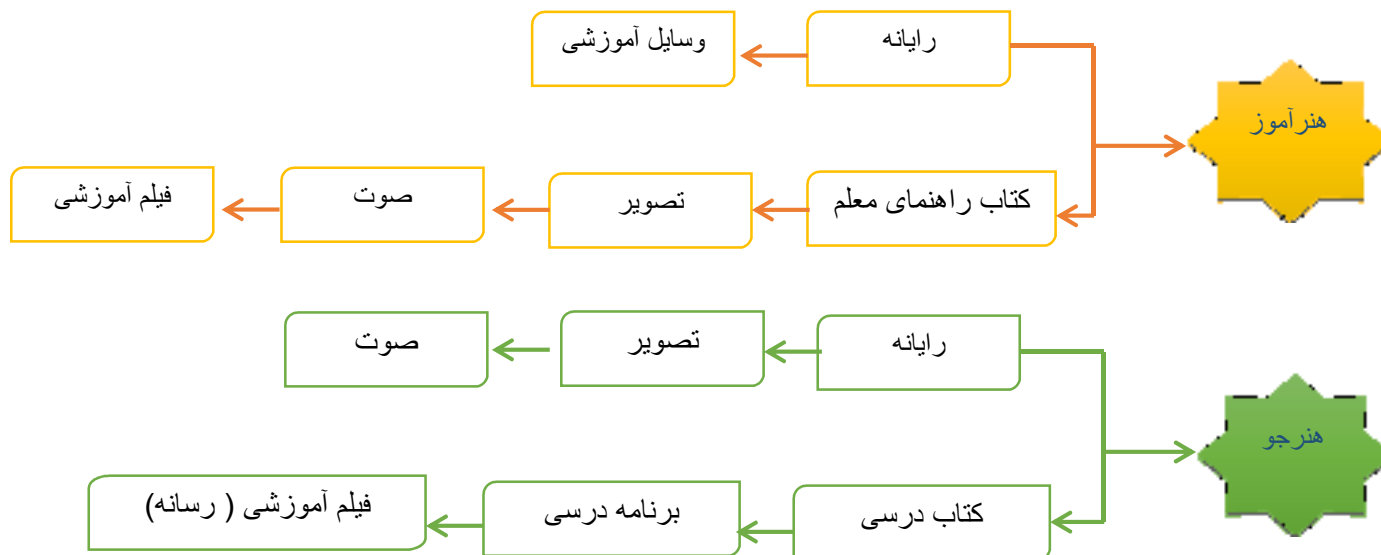 رایانه
وسایل آموزشی
هنرآموز
کتاب راهنمای معلم
تصویر
صوت
فیلم آموزشی
رایانه
تصویر
صوت
هنرجو
کتاب درسی
برنامه درسی
فیلم آموزشی ( رسانه)